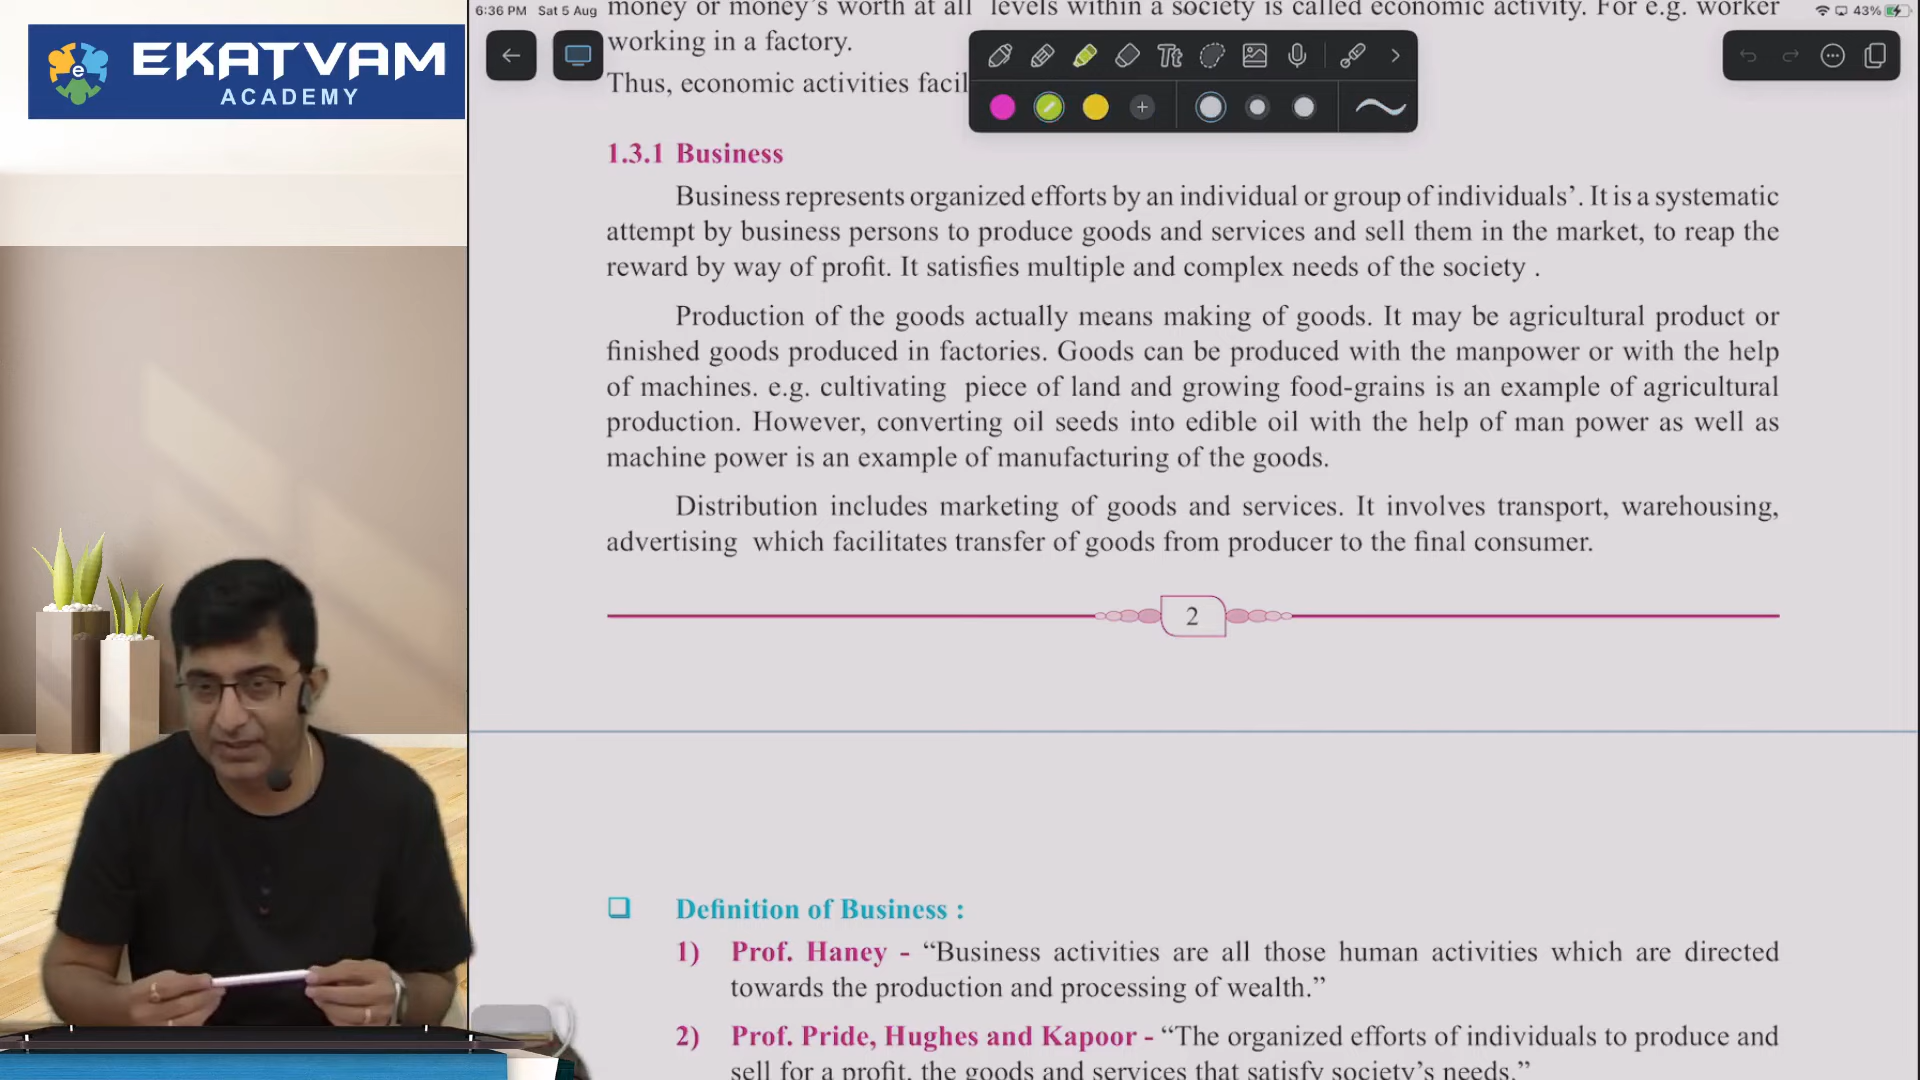 6:36 PM Sat 5 Aug
43%
EKATVAM
ACADEMY
money or money's worth at all levels within a society is called economic activity. For e.g. worker
working in a factory.
Thus, economic activities facil
Tt
1.3.1 Business
Business represents organized efforts by an individual or group of individuals’. It is a systematic
attempt by business persons to produce goods and services and sell them in the market, to reap the
reward by way of profit. It satisfies multiple and complex needs of the society .
Production of the goods actually means making of goods. It may be agricultural product or
finished goods produced in factories. Goods can be produced with the manpower or with the help
of machines. e.g. cultivating piece of land and growing food-grains is an example of agricultural
production. However, converting oil seeds into edible oil with the help of man power as well as
machine power is an example of manufacturing of the goods.
Distribution includes marketing of goods and services. It involves transport, warehousing,
advertising which facilitates transfer of goods from producer to the final consumer.
2
❑ Definition of Business :
1) Prof. Haney - “Business activities are all those human activities which are directed
towards the production and processing of wealth.”
2) Prof. Pride, Hughes and Kapoor - “The organized efforts of individuals to produce and
sell for a profit, the goods and services that satisfy society’s needs.”